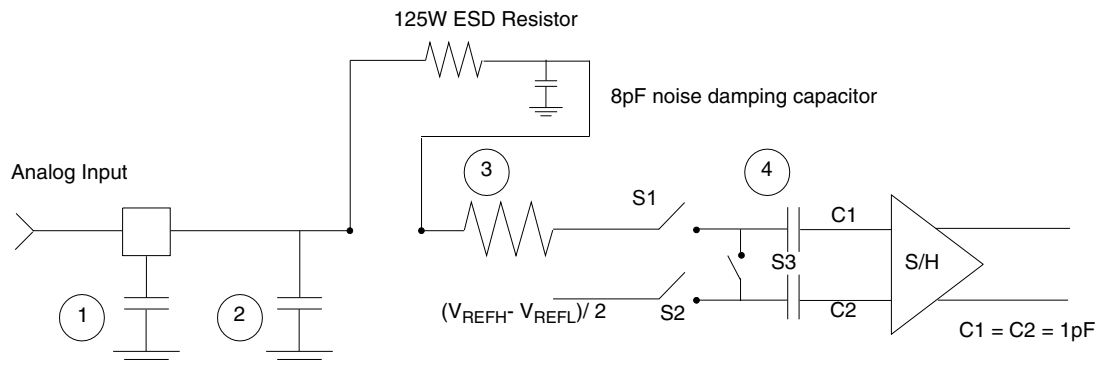 125W ESD Resistor
8pF noise damping capacitor
Analog Input
3
4
S1
C1
S3
S/H
1
2
(VREFH- VREFL)/ 2
S2
C2
C1 = C2 = 1pF